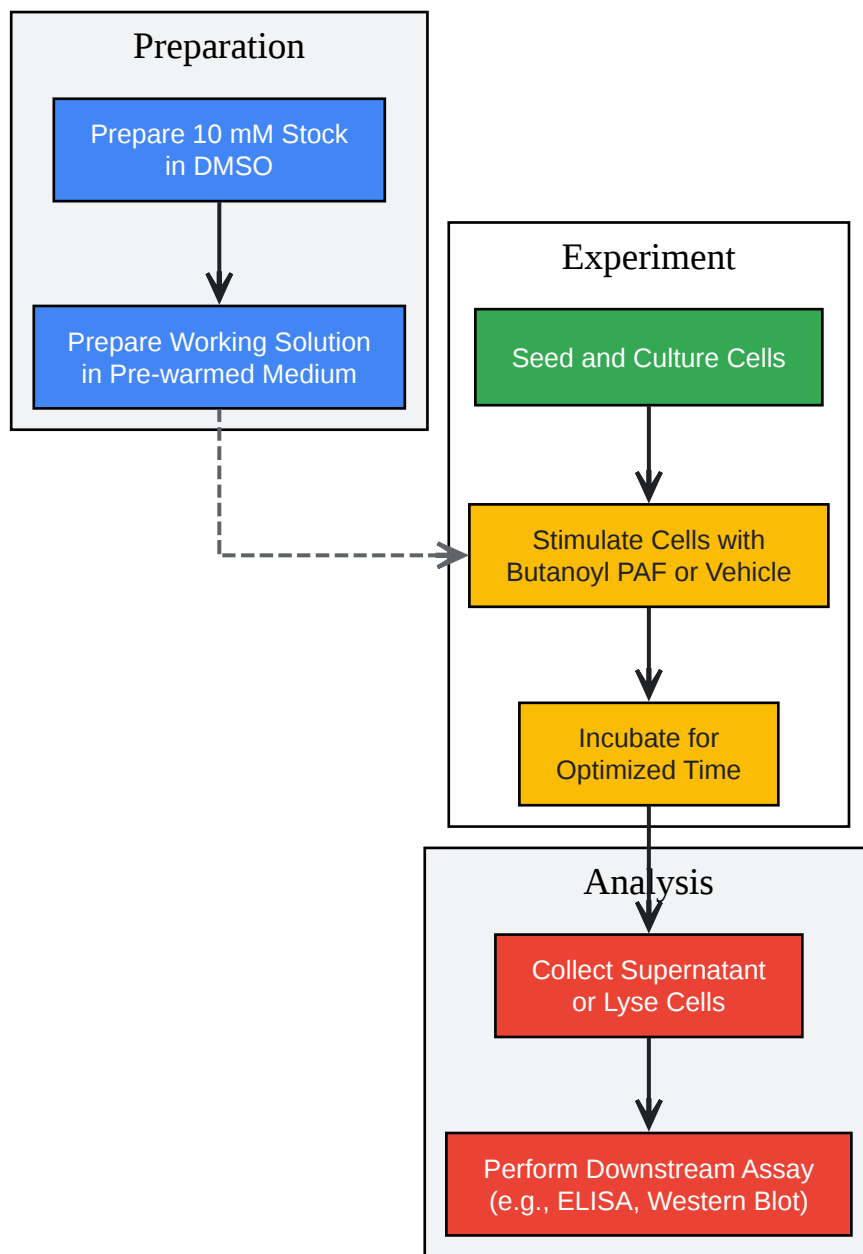 Preparation
Prepare 10 mM Stock
in DMSO
Prepare Working Solution
in Pre-warmed Medium
Experiment
Seed and Culture Cells
Stimulate Cells with
Butanoyl PAF or Vehicle
Incubate for
Optimized Time
Analysis
Collect Supernatant
or Lyse Cells
Perform Downstream Assay
(e.g., ELISA, Western Blot)